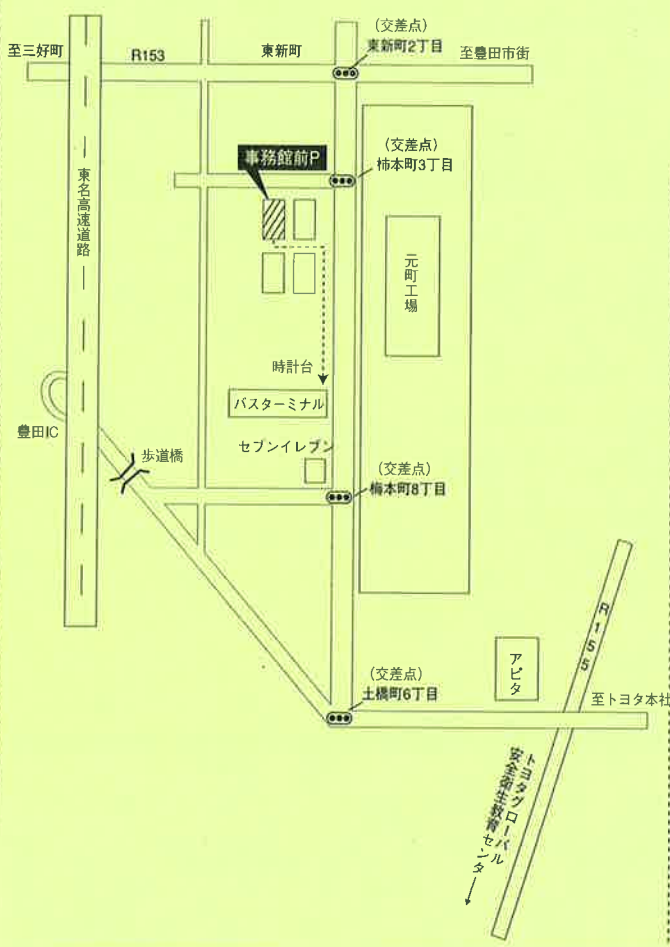 (交差点)
東新町2丁目
至三好町
R153
東新町
至豊田市街
(交差点)
柿本町3丁目
事務館前P
東名高速道路
元町工場
時計台
バスターミナル
豊田IC
歩道橋
セブンイレブン
(交差点)
梅本町8丁目
R155
アピタ
(交差点)
土橋町6丁目
至トヨタ本社
トヨタグローバル
安全衛生教育センタ